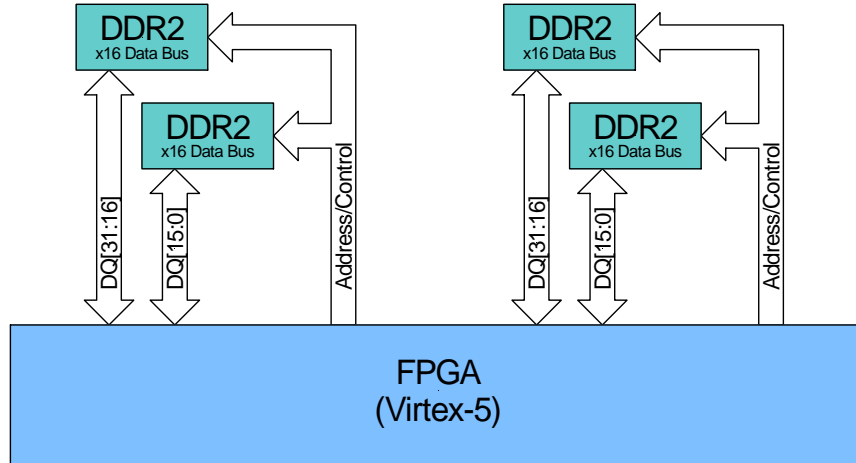 DDR2
x16 Data Bus
DDR2
x16 Data Bus
DQ[31:16]
DQ[15:0]
Address/Control
DDR2
x16 Data Bus
DDR2
x16 Data Bus
DQ[31:16]
DQ[15:0]
Address/Control
FPGA
(Virtex-5)